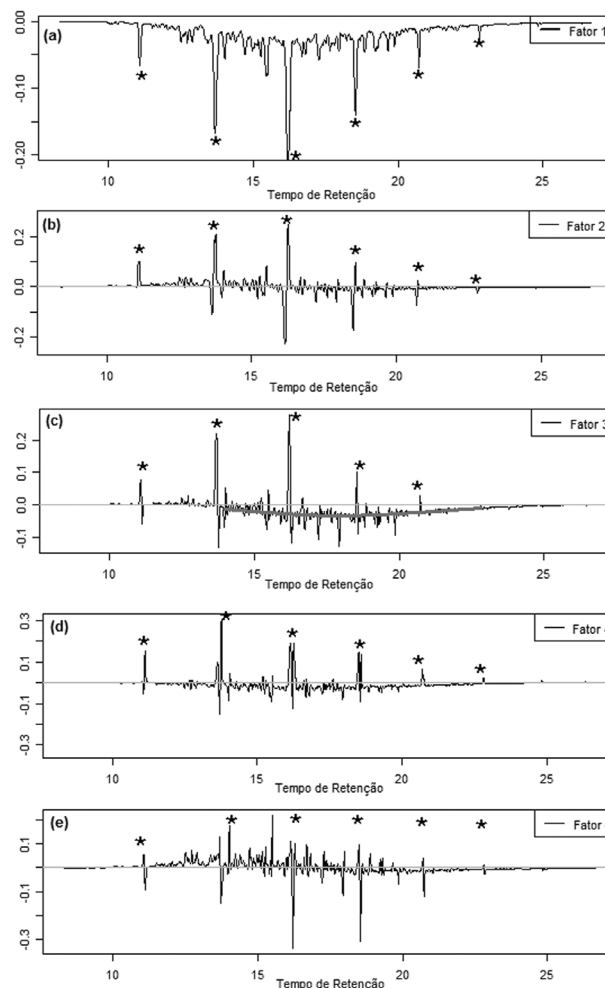 (a)
Fator 1
0.00
-0.10
-0.20
10 15 20 25
Tempo de Retenção
(b)
Fator 2
0.2
0.0
-0.2
10 15 20 25
Tempo de Retenção
(c)
Fator 3
0.2
0.1
0.0
-0.1
10 15 20 25
Tempo de Retenção
(d)
Fator 4
0.3
0.1
-0.1
-0.3
10 15 20 25
Tempo de Retenção
(e)
Fator
0.1
-0.1
-0.3
10 15 20 25
Tempo de Retenção